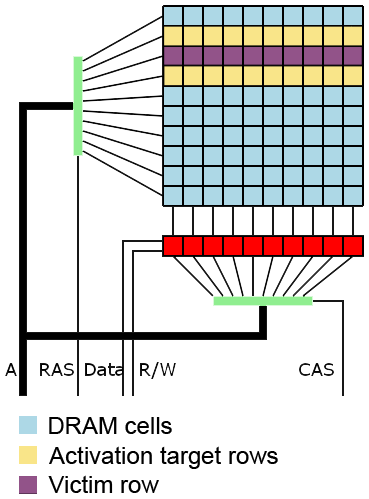 A RAS Data R/W CAS
DRAM cells
Activation target rows
Victim row